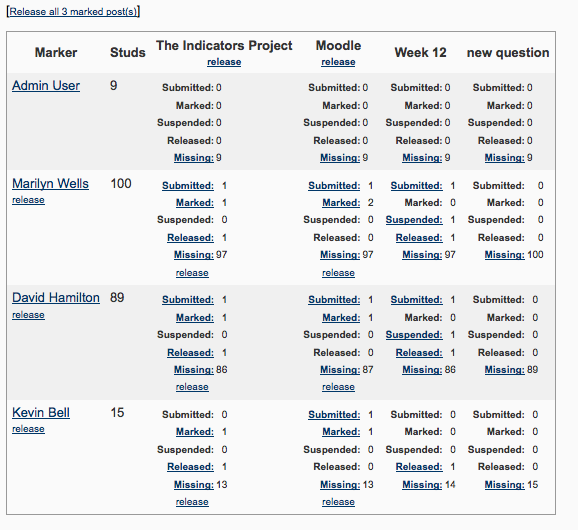 [Release all 3 marked post(s)]
Marker Studs The Indicators Project Moodle Week 12 new question
release release
Admin User 9 Submitted: 0 Submitted: 0 Submitted: 0 Submitted: 0
Marked: 0 Marked: 0 Marked: 0 Marked: 0
Suspended: 0 Suspended: 0 Suspended: 0 Suspended: 0
Released: 0 Released: 0 Released: 0 Released: 0
Missing: 9 Missing: 9 Missing: 9 Missing: 9
Marilyn Wells 100 Submitted: 1 Submitted: 1 Submitted: 1 Submitted: 0
release Marked: 1 Marked: 2 Marked: 0 Marked: 0
Suspended: 0 Suspended: 0 Suspended: 1 Suspended: 0
Released: 1 Released: 0 Released: 1 Released: 0
Missing: 97 Missing: 97 Missing: 97 Missing: 100
release release
David Hamilton 89 Submitted: 1 Submitted: 1 Submitted: 1 Submitted: 0
release Marked: 1 Marked: 1 Marked: 0 Marked: 0
Suspended: 0 Suspended: 0 Suspended: 1 Suspended: 0
Released: 1 Released: 0 Released: 1 Released: 0
Missing: 86 Missing: 87 Missing: 86 Missing: 89
release release
Kevin Bell 15 Submitted: 0 Submitted: 1 Submitted: 0 Submitted: 0
release Marked: 1 Marked: 1 Marked: 0 Marked: 0
Suspended: 0 Suspended: 0 Suspended: 0 Suspended: 0
Released: 1 Released: 0 Released: 1 Released: 0
Missing: 13 Missing: 13 Missing: 14 Missing: 15
release release